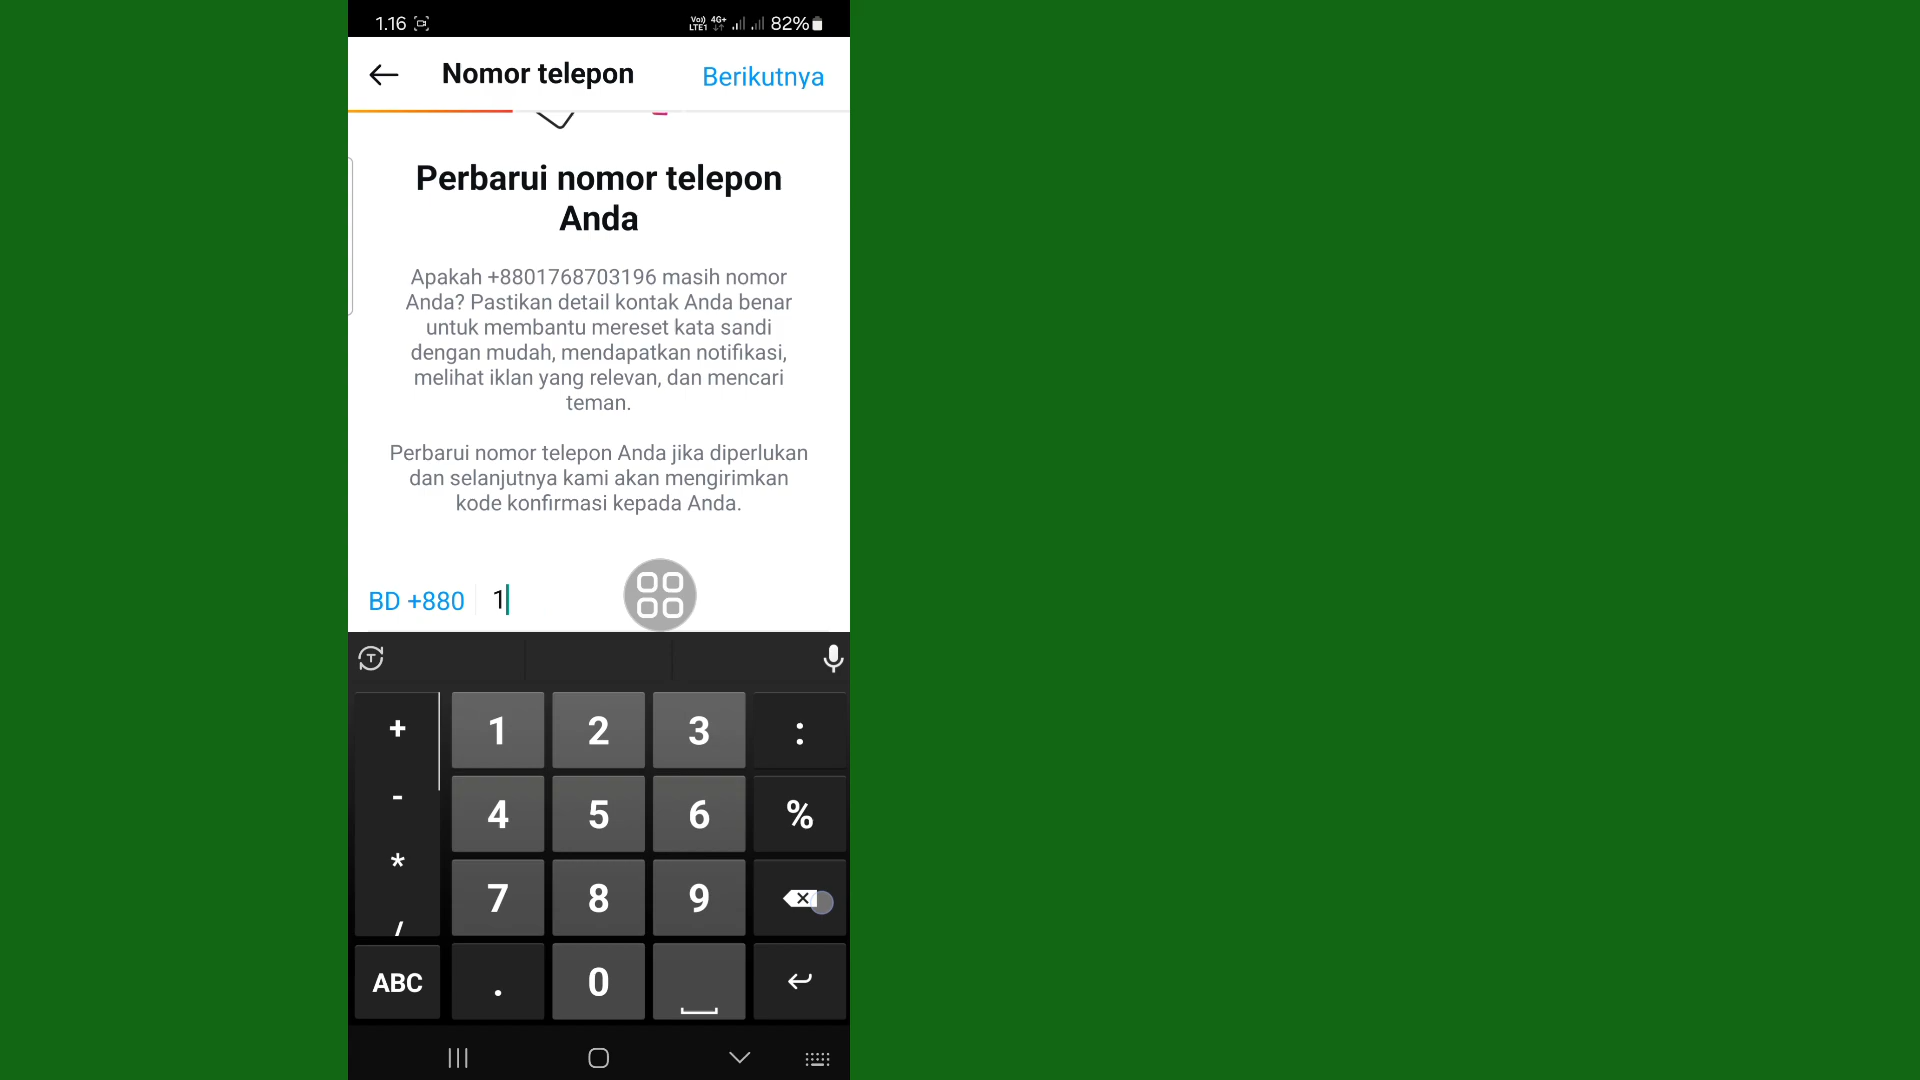 1.16
Vo)) 4G+ 82%
LTE1
Nomor telepon Berikutnya
Perbarui nomor telepon
Anda
Apakah +8801768703196 masih nomor
Anda? Pastikan detail kontak Anda benar
untuk membantu mereset kata sandi
dengan mudah, mendapatkan notifikasi,
melihat iklan yang relevan, dan mencari
teman.
Perbarui nomor telepon Anda jika diperlukan
dan selanjutnya kami akan mengirimkan
kode konfirmasi kepada Anda.
BD +880 1
T
+ 1 2 3 :
- 4 5 6 %
* 7 8 9
/
ABC . 0